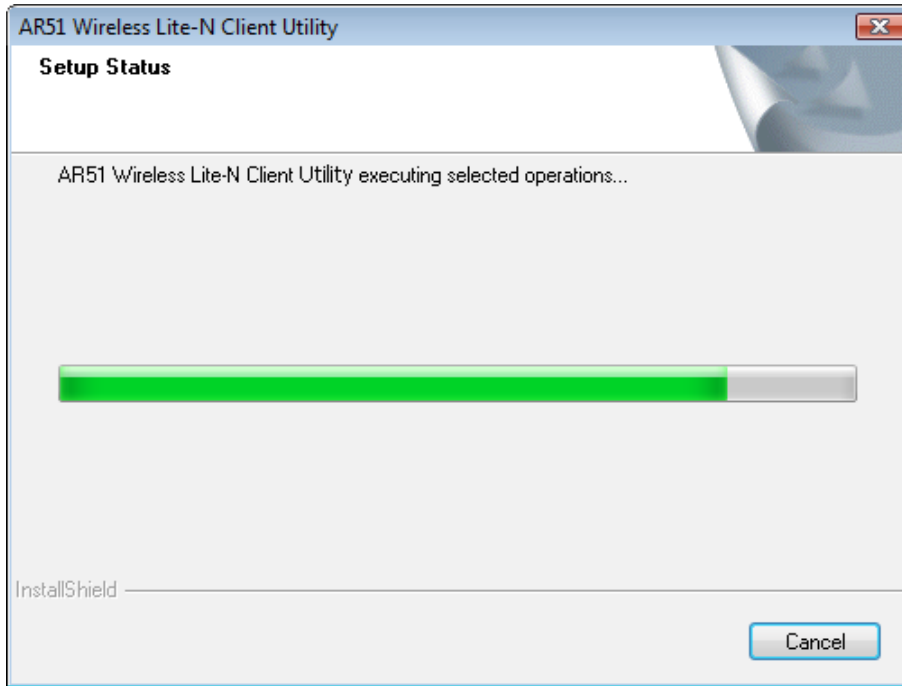 AR51 Wireless Lite-N Client Utility
Setup Status
AR51 Wireless Lite-N Client Utility executing selected operations...
InstallShield
Cancel